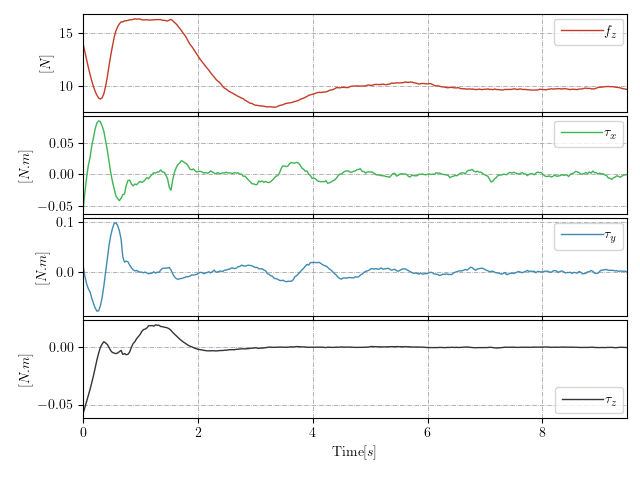 15
10
[N]
f_z
0.05
0.00
−0.05
[N.m]
τ_x
0.1
0.0
[N.m]
τ_y
0.00
−0.05
[N.m]
τ_z
0 2 4 6 8
Time[s]